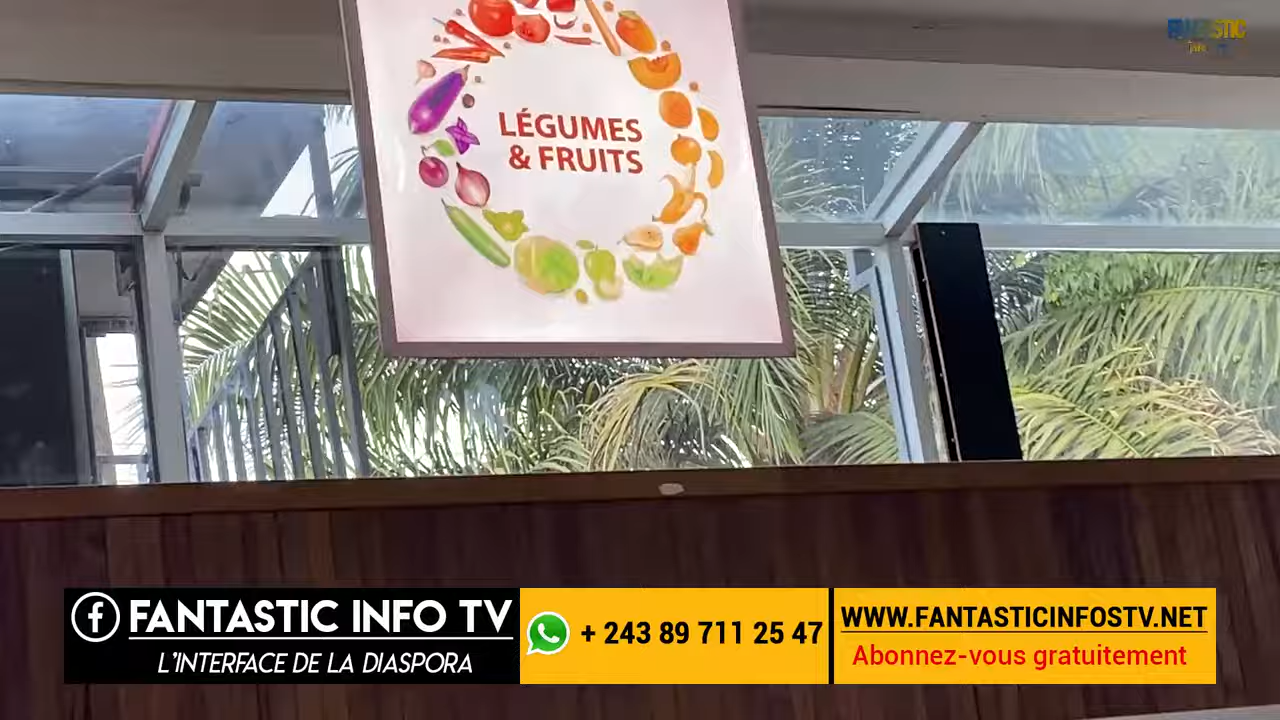 FANTASTIC
LÉGUMES
& FRUITS
FANTASTIC INFO TV
L'INTERFACE DE LA DIASPORA
+ 243 89 711 25 47
WWW.FANTASTICINFOSTV.NET
Abonnez-vous gratuitement